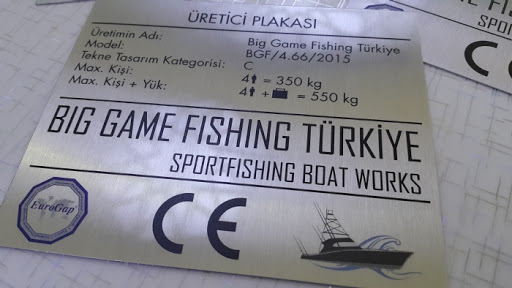 ÜRETİCİ PLAKASI
Üretimin Adı: Big Game Fishing Türkiye
Model: BGF/4.66/2015
Tekne Tasarım Kategorisi: C
Max. Kişi: 4 = 350 kg
Max. Kişi + Yük: 4 + = 550 kg
BIG GAME FISHING TÜRKİYE
SPORTFISHING BOAT WORKS
EuroGap
CE
CE